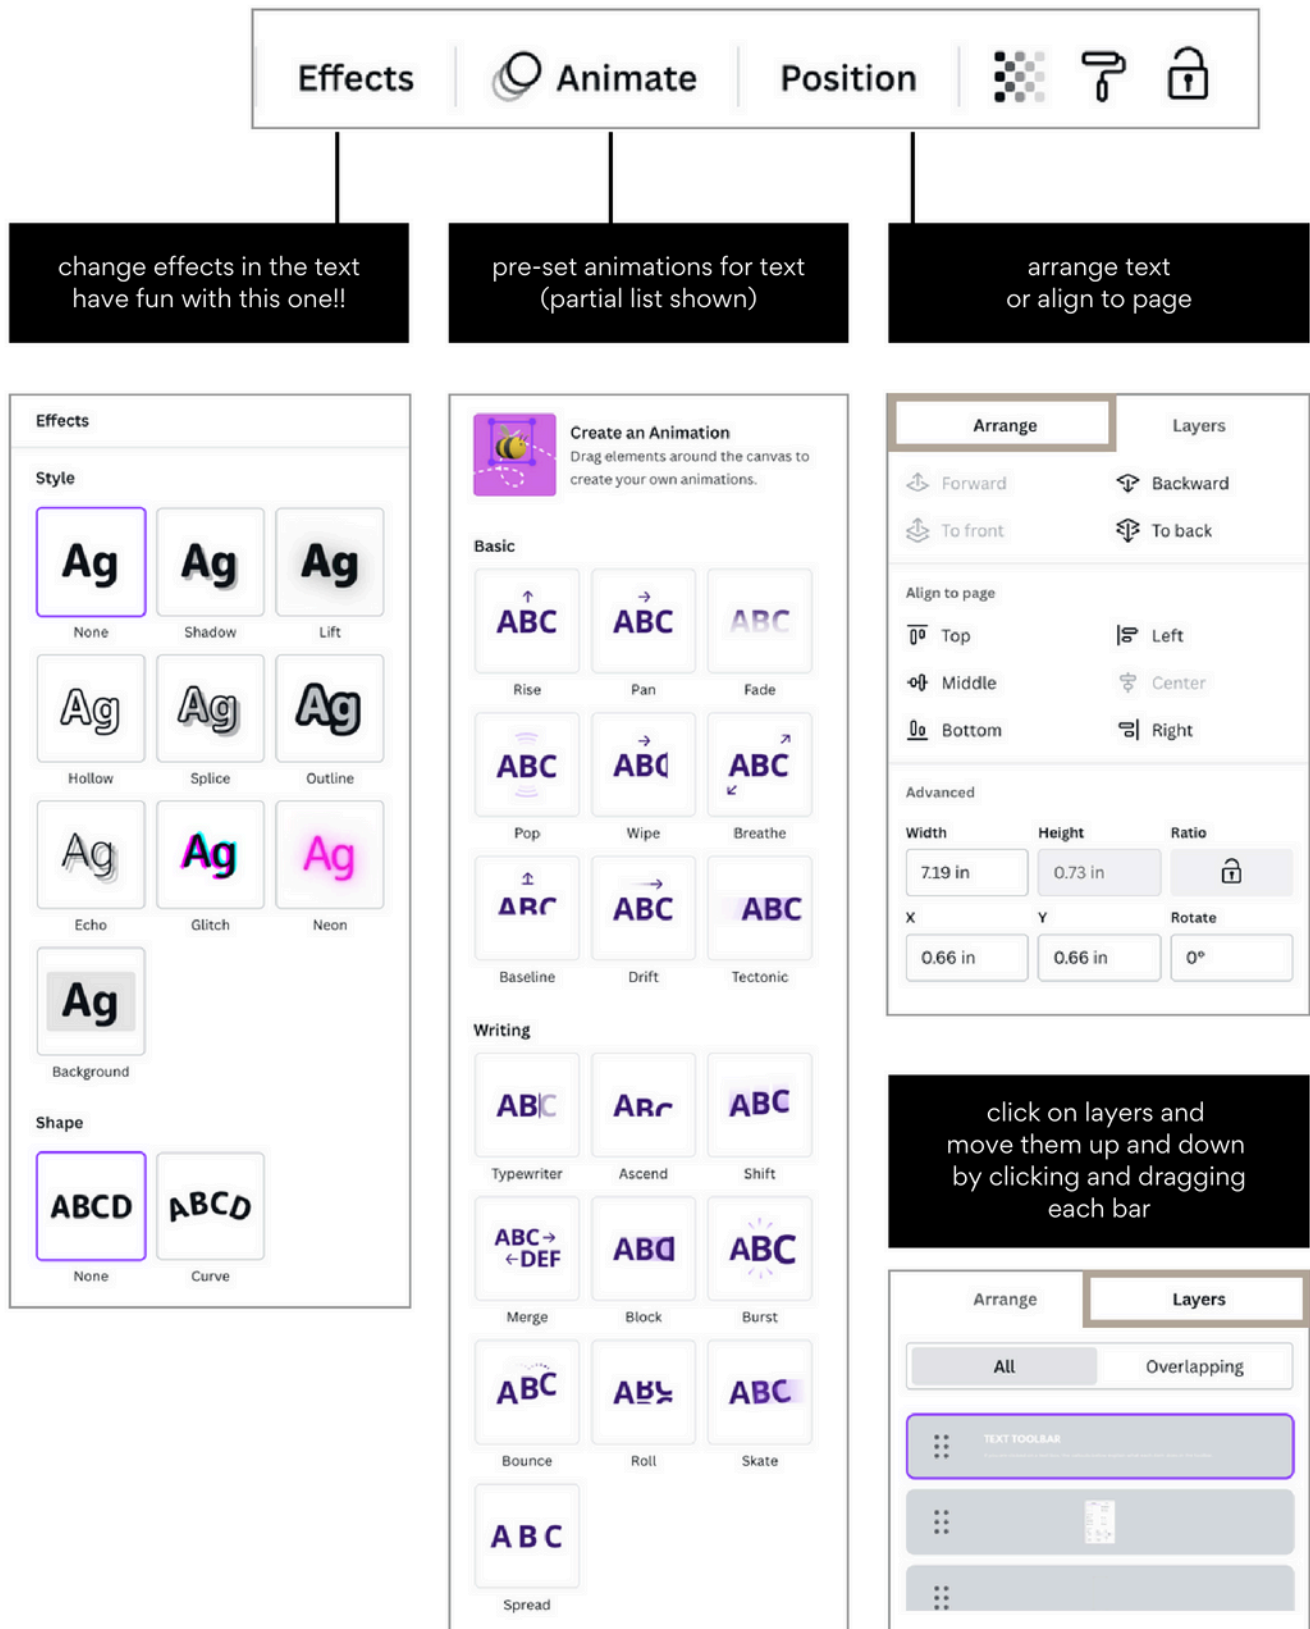 Effects
Animate
Position
change effects in the text
have fun with this one!!
pre-set animations for text
(partial list shown)
arrange text
or align to page
Effects
Style
Ag
Ag
Ag
None
Shadow
Lift
Ag
Ag
Ag
Hollow
Splice
Outline
Ag
Ag
Ag
Echo
Glitch
Neon
Ag
Background
Shape
ABCD
ABCD
None
Curve
Create an Animation
Drag elements around the canvas to
create your own animations.
Basic
ABC
ABC
ABC
Rise
Pan
Fade
ABC
ABC
ABC
Pop
Wipe
Breathe
ABC
ABC
ABC
Baseline
Drift
Tectonic
Writing
ABC
ABC
ABC
Typewriter
Ascend
Shift
ABC
DEF
ABC
ABC
Merge
Block
Burst
ABC
ABC
ABC
Bounce
Roll
Skate
A B C
Spread
Arrange
Layers
Forward
Backward
To front
To back
Align to page
Top
Left
Middle
Center
Bottom
Right
Advanced
Width
Height
Ratio
7.19 in
0.73 in
X
Y
Rotate
0.66 in
0.66 in
0°
click on layers and
move them up and down
by clicking and dragging
each bar
Arrange
Layers
All
Overlapping
TEXT TOOLBAR